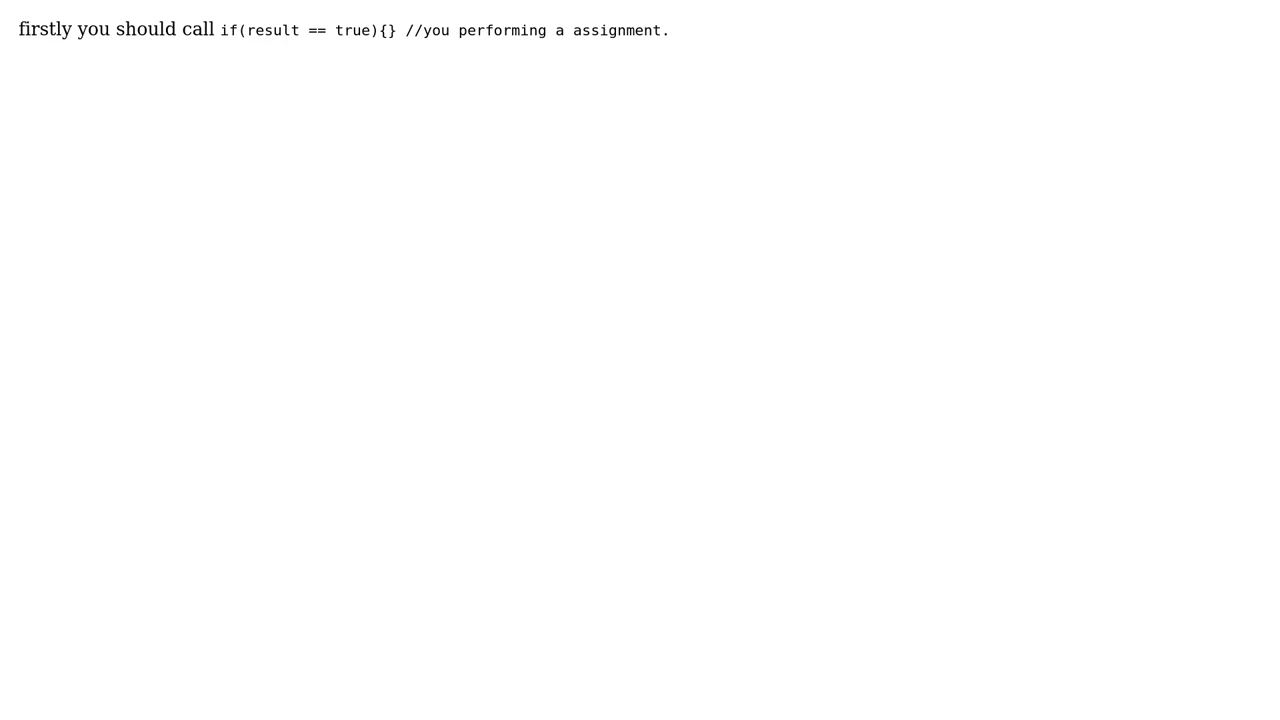 firstly you should call if(result == true){} //you performing a assignment.